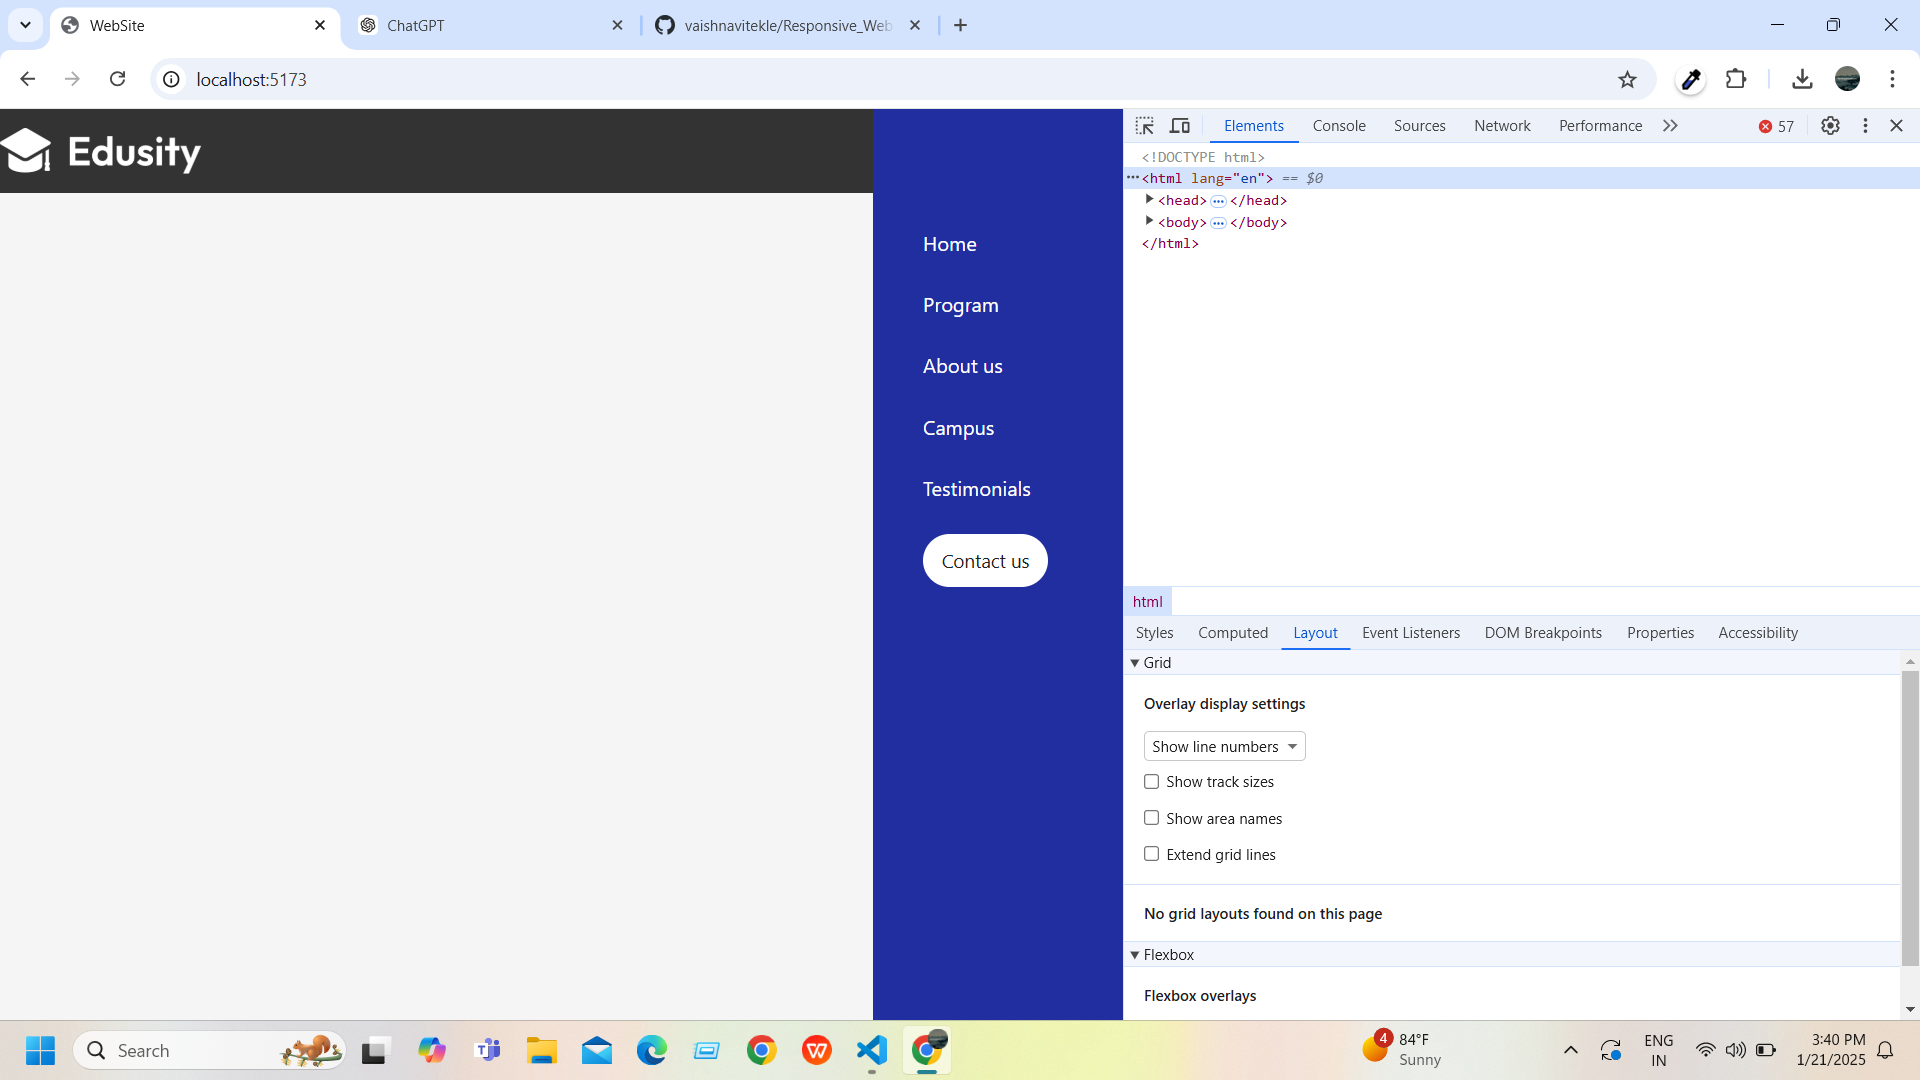 WebSite
ChatGPT
vaishnavitekle/Responsive_Web
localhost:5173
Edusity
Home
Program
About us
Campus
Testimonials
Contact us
Elements Console Sources Network Performance 57
<!DOCTYPE html>
<html lang="en"> == $0
<head> </head>
<body> </body>
</html>
html
Styles Computed Layout Event Listeners DOM Breakpoints Properties Accessibility
Grid
Overlay display settings
Show line numbers
Show track sizes
Show area names
Extend grid lines
No grid layouts found on this page
Flexbox
Flexbox overlays
Search
4
84°F
Sunny
ENG
IN
3:40 PM
1/21/2025